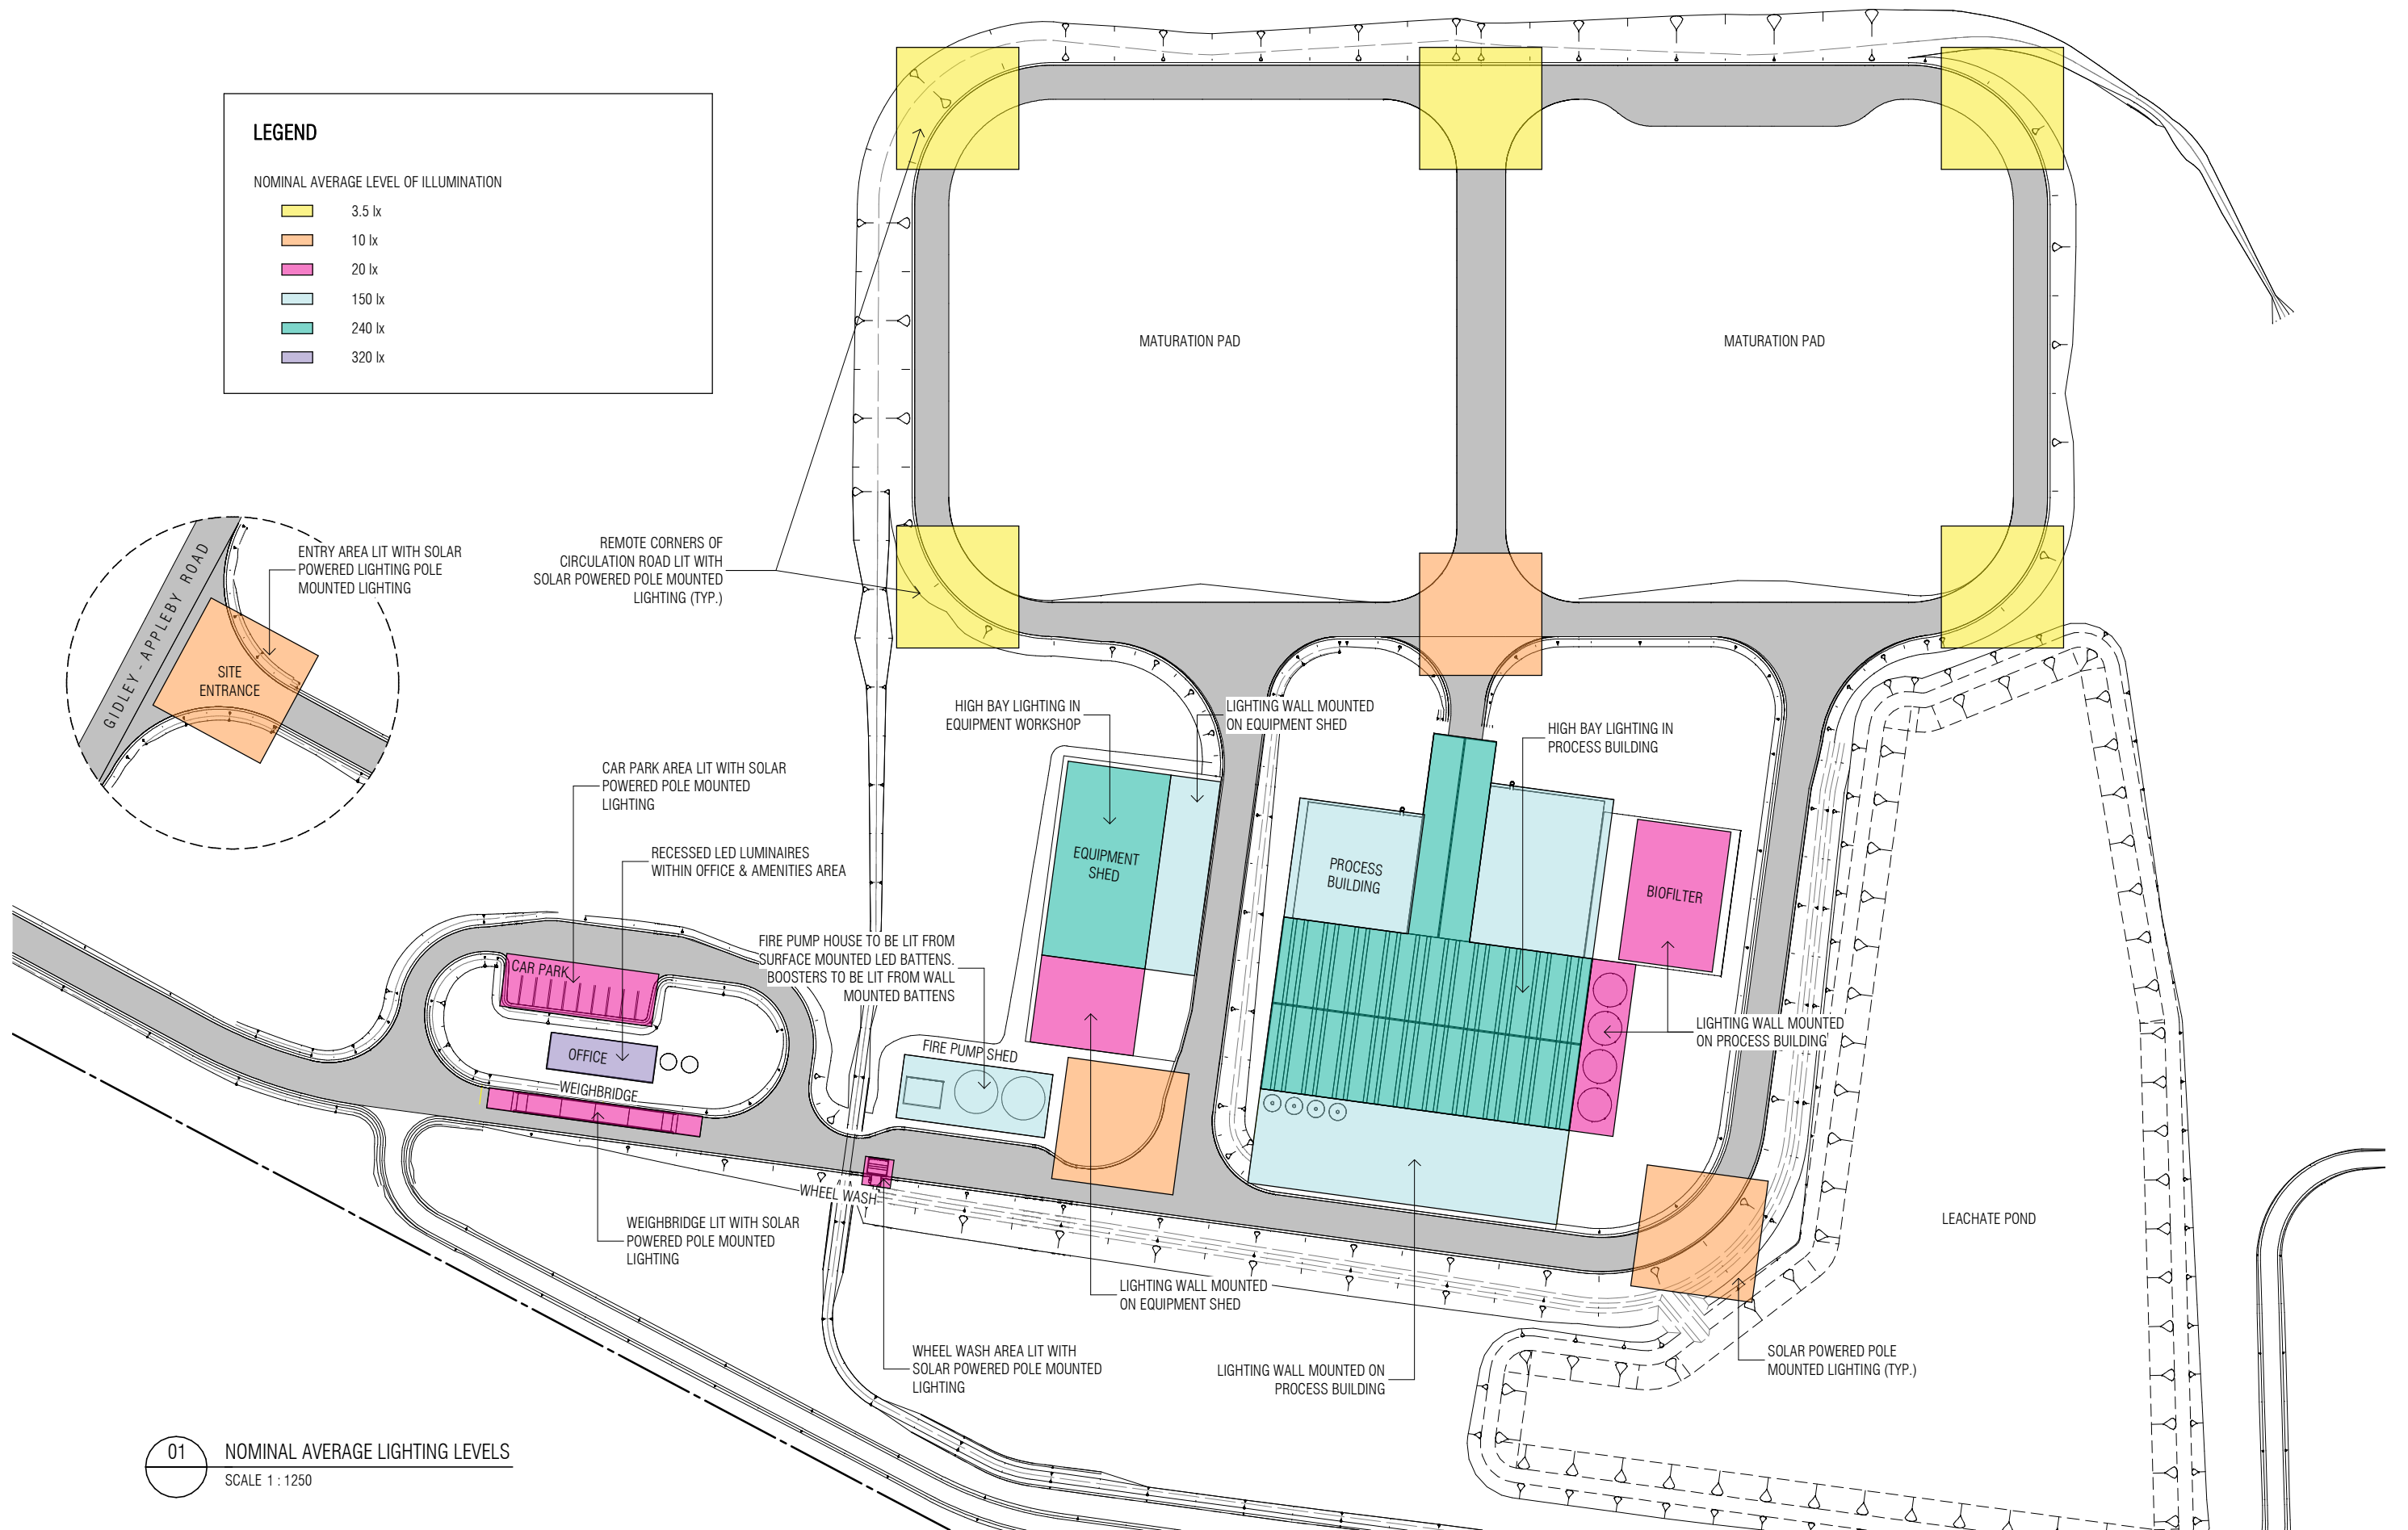 LEGEND
NOMINAL AVERAGE LEVEL OF ILLUMINATION
3.5 lx
10 lx
20 lx
150 lx
240 lx
320 lx
MATURATION PAD
MATURATION PAD
GIDLEY - APPLEBY ROAD
ENTRY AREA LIT WITH SOLAR
POWERED LIGHTING POLE
MOUNTED LIGHTING
SITE
ENTRANCE
REMOTE CORNERS OF
CIRCULATION ROAD LIT WITH
SOLAR POWERED POLE MOUNTED
LIGHTING (TYP.)
HIGH BAY LIGHTING IN
EQUIPMENT WORKSHOP
LIGHTING WALL MOUNTED
ON EQUIPMENT SHED
HIGH BAY LIGHTING IN
PROCESS BUILDING
CAR PARK AREA LIT WITH SOLAR
POWERED POLE MOUNTED
LIGHTING
RECESSED LED LUMINAIRES
WITHIN OFFICE & AMENITIES AREA
EQUIPMENT
SHED
PROCESS
BUILDING
BIOFILTER
FIRE PUMP HOUSE TO BE LIT FROM
SURFACE MOUNTED LED BATTENS.
BOOSTERS TO BE LIT FROM WALL
MOUNTED BATTENS
CAR PARK
OFFICE
WEIGHBRIDGE
FIRE PUMP SHED
LIGHTING WALL MOUNTED
ON PROCESS BUILDING
WHEEL WASH
LEACHATE POND
WEIGHBRIDGE LIT WITH SOLAR
POWERED POLE MOUNTED
LIGHTING
LIGHTING WALL MOUNTED
ON EQUIPMENT SHED
WHEEL WASH AREA LIT WITH
SOLAR POWERED POLE MOUNTED
LIGHTING
LIGHTING WALL MOUNTED ON
PROCESS BUILDING
SOLAR POWERED POLE
MOUNTED LIGHTING (TYP.)
01
NOMINAL AVERAGE LIGHTING LEVELS
SCALE 1 : 1250